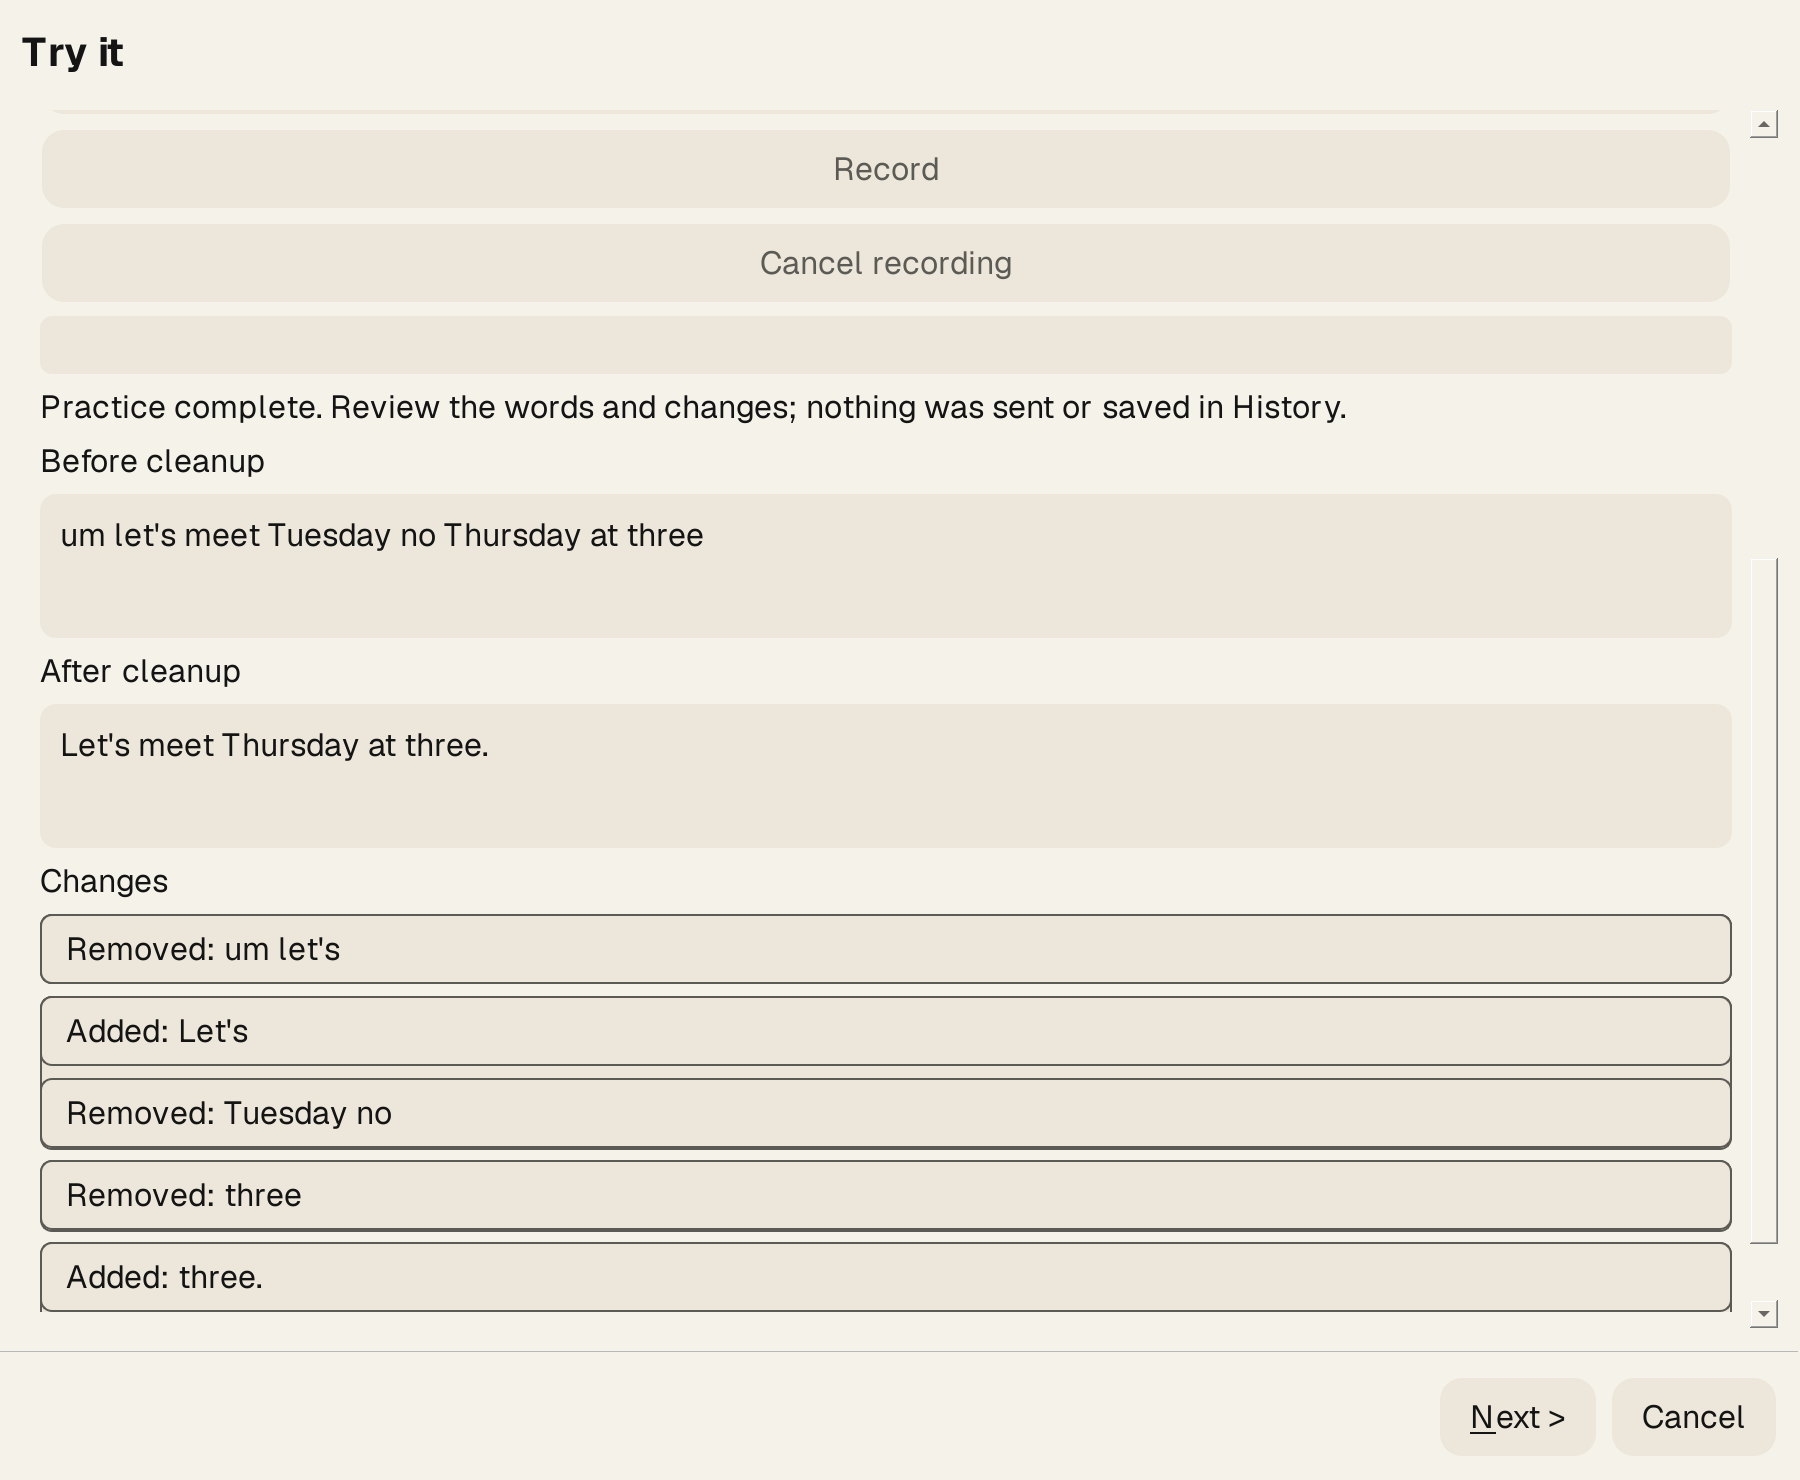 Try it
Record
Cancel recording
Practice complete. Review the words and changes; nothing was sent or saved in History.
Before cleanup
um let's meet Tuesday no Thursday at three
After cleanup
Let's meet Thursday at three.
Changes
Removed: um let's
Added: Let's
Removed: Tuesday no
Removed: three
Added: three.
Next >
Cancel